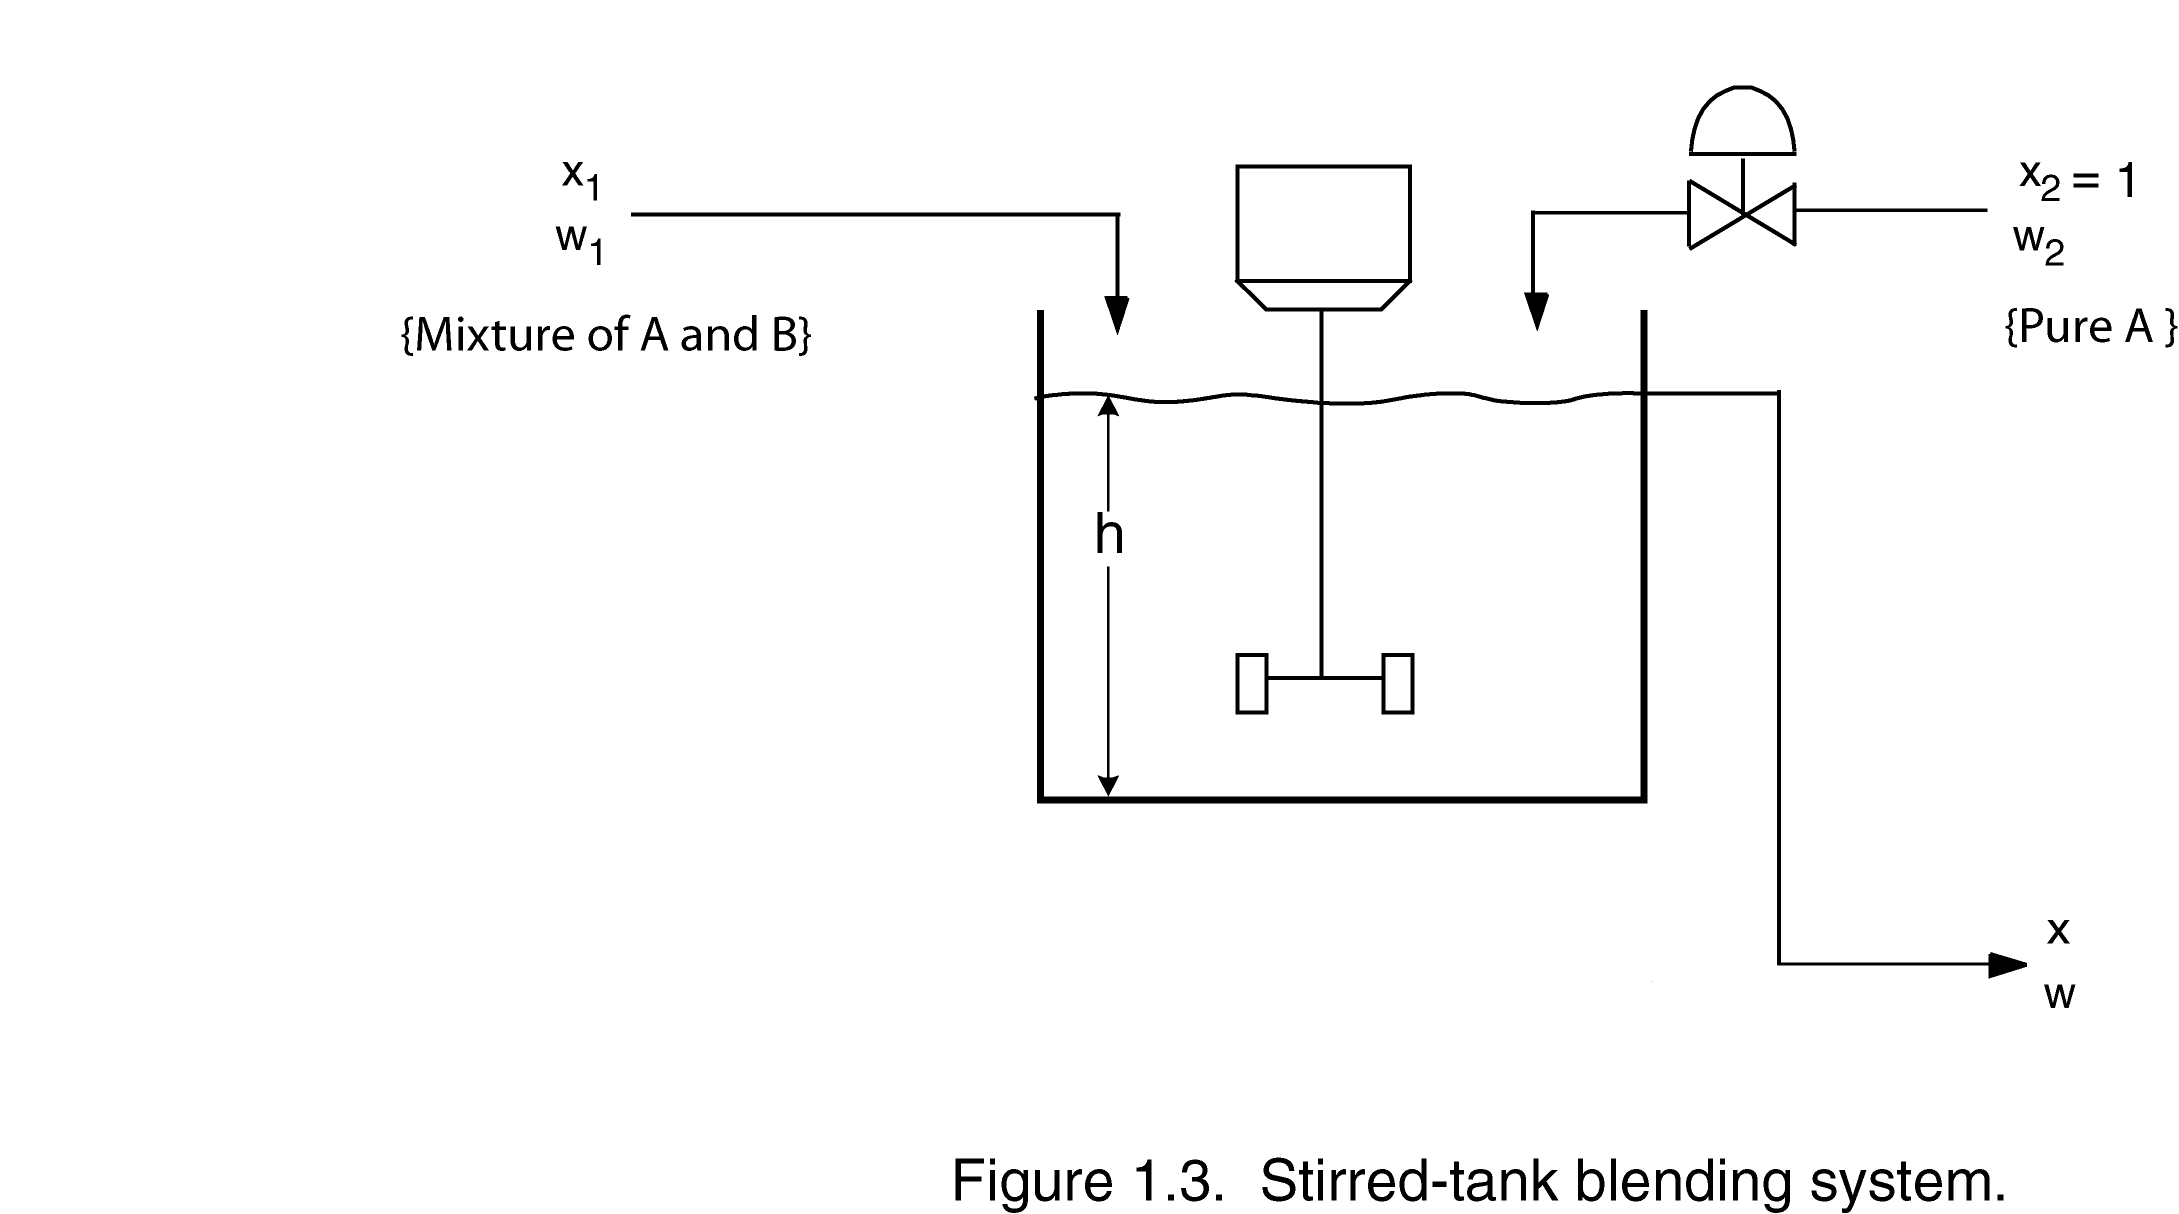 x1
w1
{Mixture of A and B}
x2 = 1
w2
{Pure A }
h
x
w
Figure 1.3. Stirred-tank blending system.